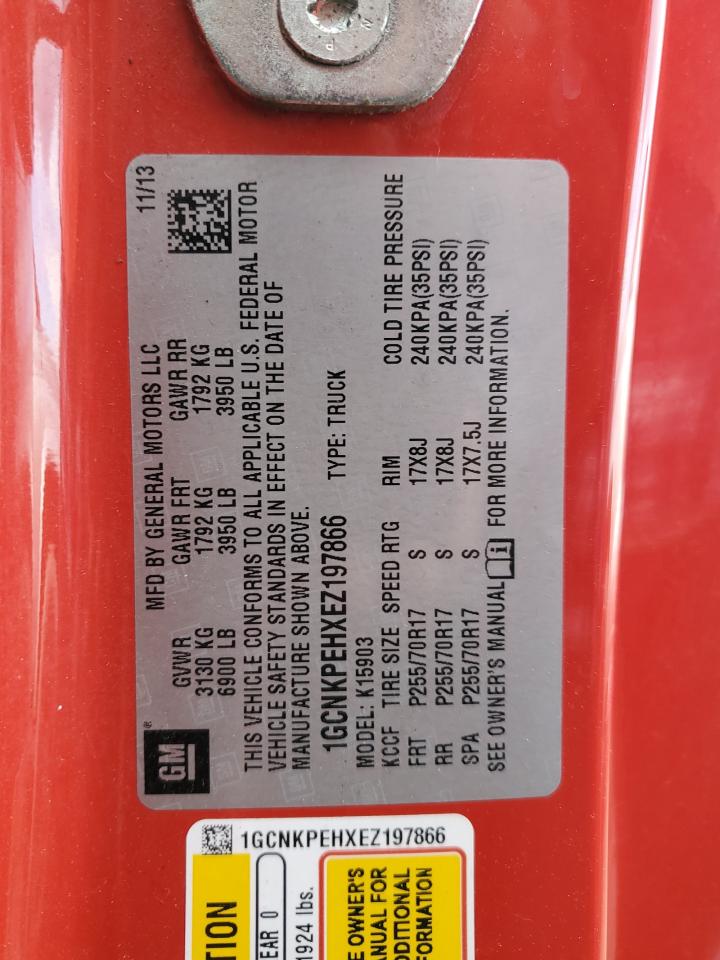 MFD BY GENERAL MOTORS LLC 11/13
GM®
GVWR GAWR FRT GAWR RR
3130 KG 1792 KG 1792 KG
6900 LB 3950 LB 3950 LB
THIS VEHICLE CONFORMS TO ALL APPLICABLE U.S. FEDERAL MOTOR
VEHICLE SAFETY STANDARDS IN EFFECT ON THE DATE OF
MANUFACTURE SHOWN ABOVE.
1GCNKPEHXEZ197866 TYPE: TRUCK
MODEL: K15903
KCCF TIRE SIZE SPEED RTG RIM COLD TIRE PRESSURE
FRT P255/70R17 S 17X8J 240KPA(35PSI)
RR P255/70R17 S 17X8J 240KPA(35PSI)
SPA P255/70R17 S 17X7.5J 240KPA(35PSI)
SEE OWNER'S MANUAL i FOR MORE INFORMATION.
1GCNKPEHXEZ197866
TION
EAR 0
1924 lbs.
E OWNER'S
ANUAL FOR
DDITIONAL
FORMATION